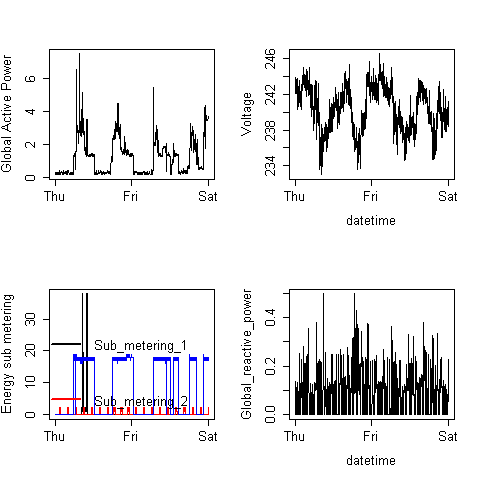 Global Active Power
0 2 4 6
Thu Fri Sat
Voltage
234 238 242 246
Thu Fri Sat
datetime
Energy sub metering
0 10 20 30
Sub_metering_1
Sub_metering_2
Thu Fri Sat
Global_reactive_power
0.0 0.2 0.4
Thu Fri Sat
datetime